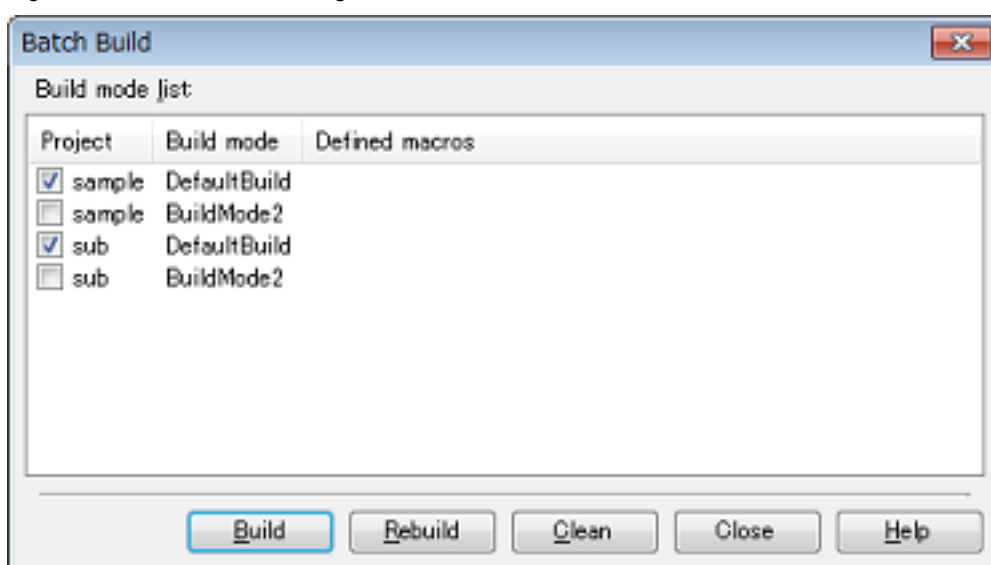 Batch Build
Build mode list:
Project Build mode Defined macros
sample DefaultBuild
sample BuildMode2
sub DefaultBuild
sub BuildMode2
Build Rebuild Clean Close Help